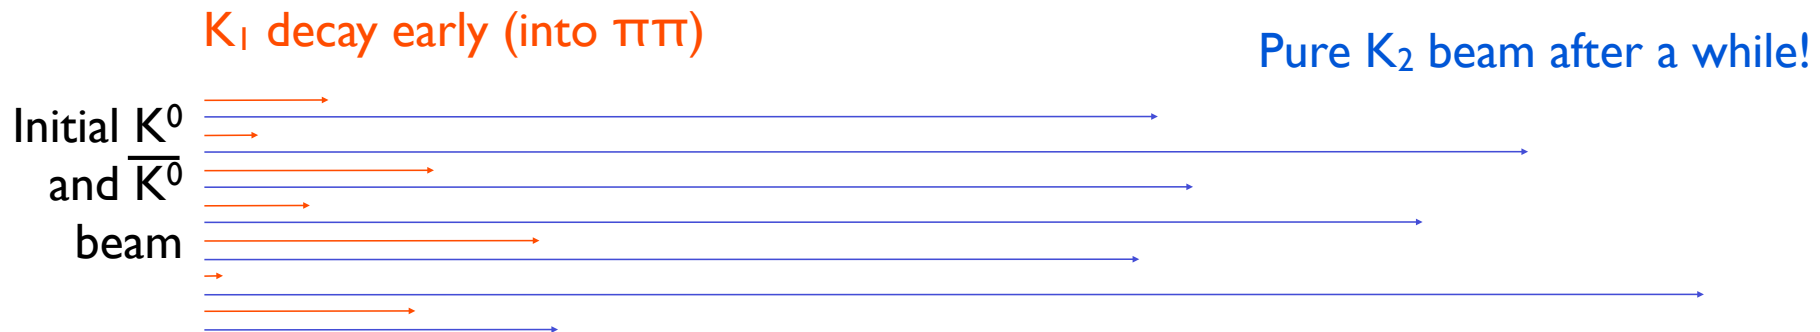 K₁ decay early (into ππ)
Pure K₂ beam after a while!
Initial K⁰
and K̅⁰
beam